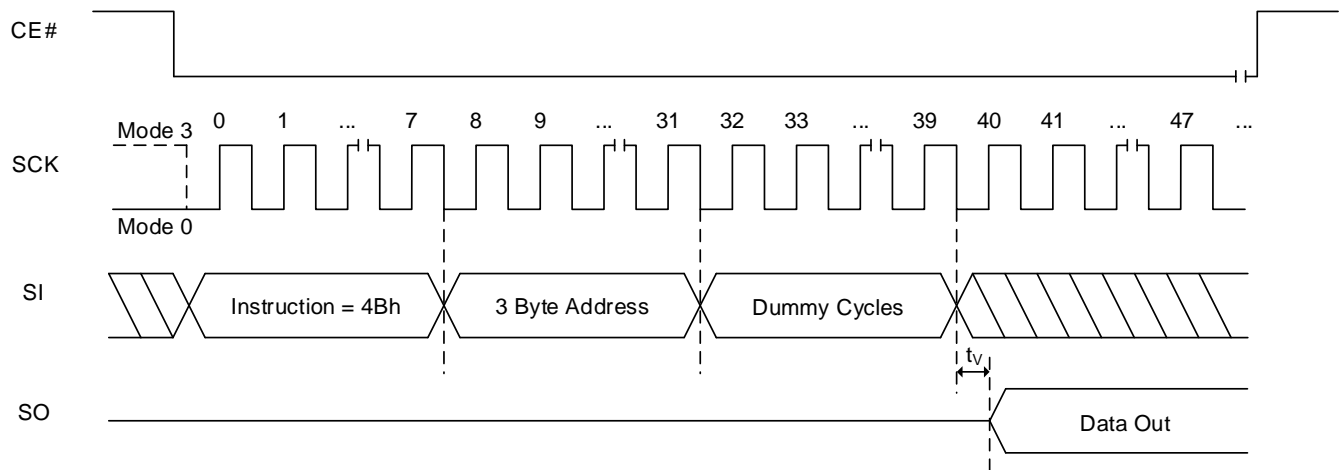 CE#
0 1 ... 7 8 9 ... 31 32 33 ... 39 40 41 ... 47 ...
Mode 3
SCK
Mode 0
SI
Instruction = 4Bh
3 Byte Address
Dummy Cycles
tV
SO
Data Out